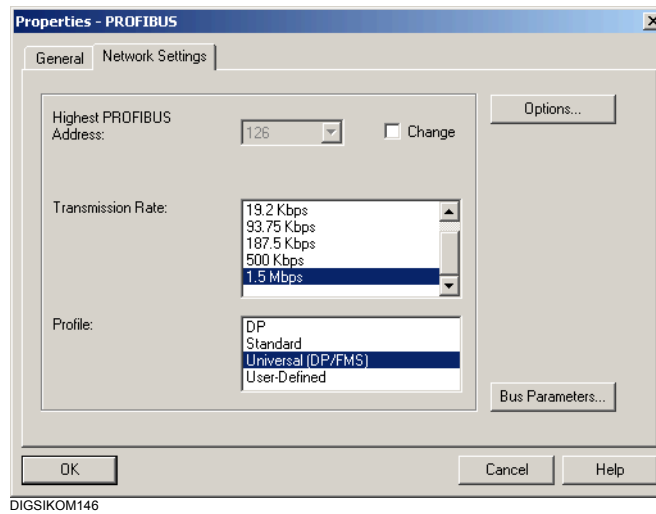 Properties - PROFIBUS
General
Network Settings
Highest PROFIBUS
Address:
126
Change
Options...
Transmission Rate:
19.2 Kbps
93.75 Kbps
187.5 Kbps
500 Kbps
1.5 Mbps
Profile:
DP
Standard
Universal (DP/FMS)
User-Defined
Bus Parameters...
OK
Cancel
Help
DIGSIKOM146